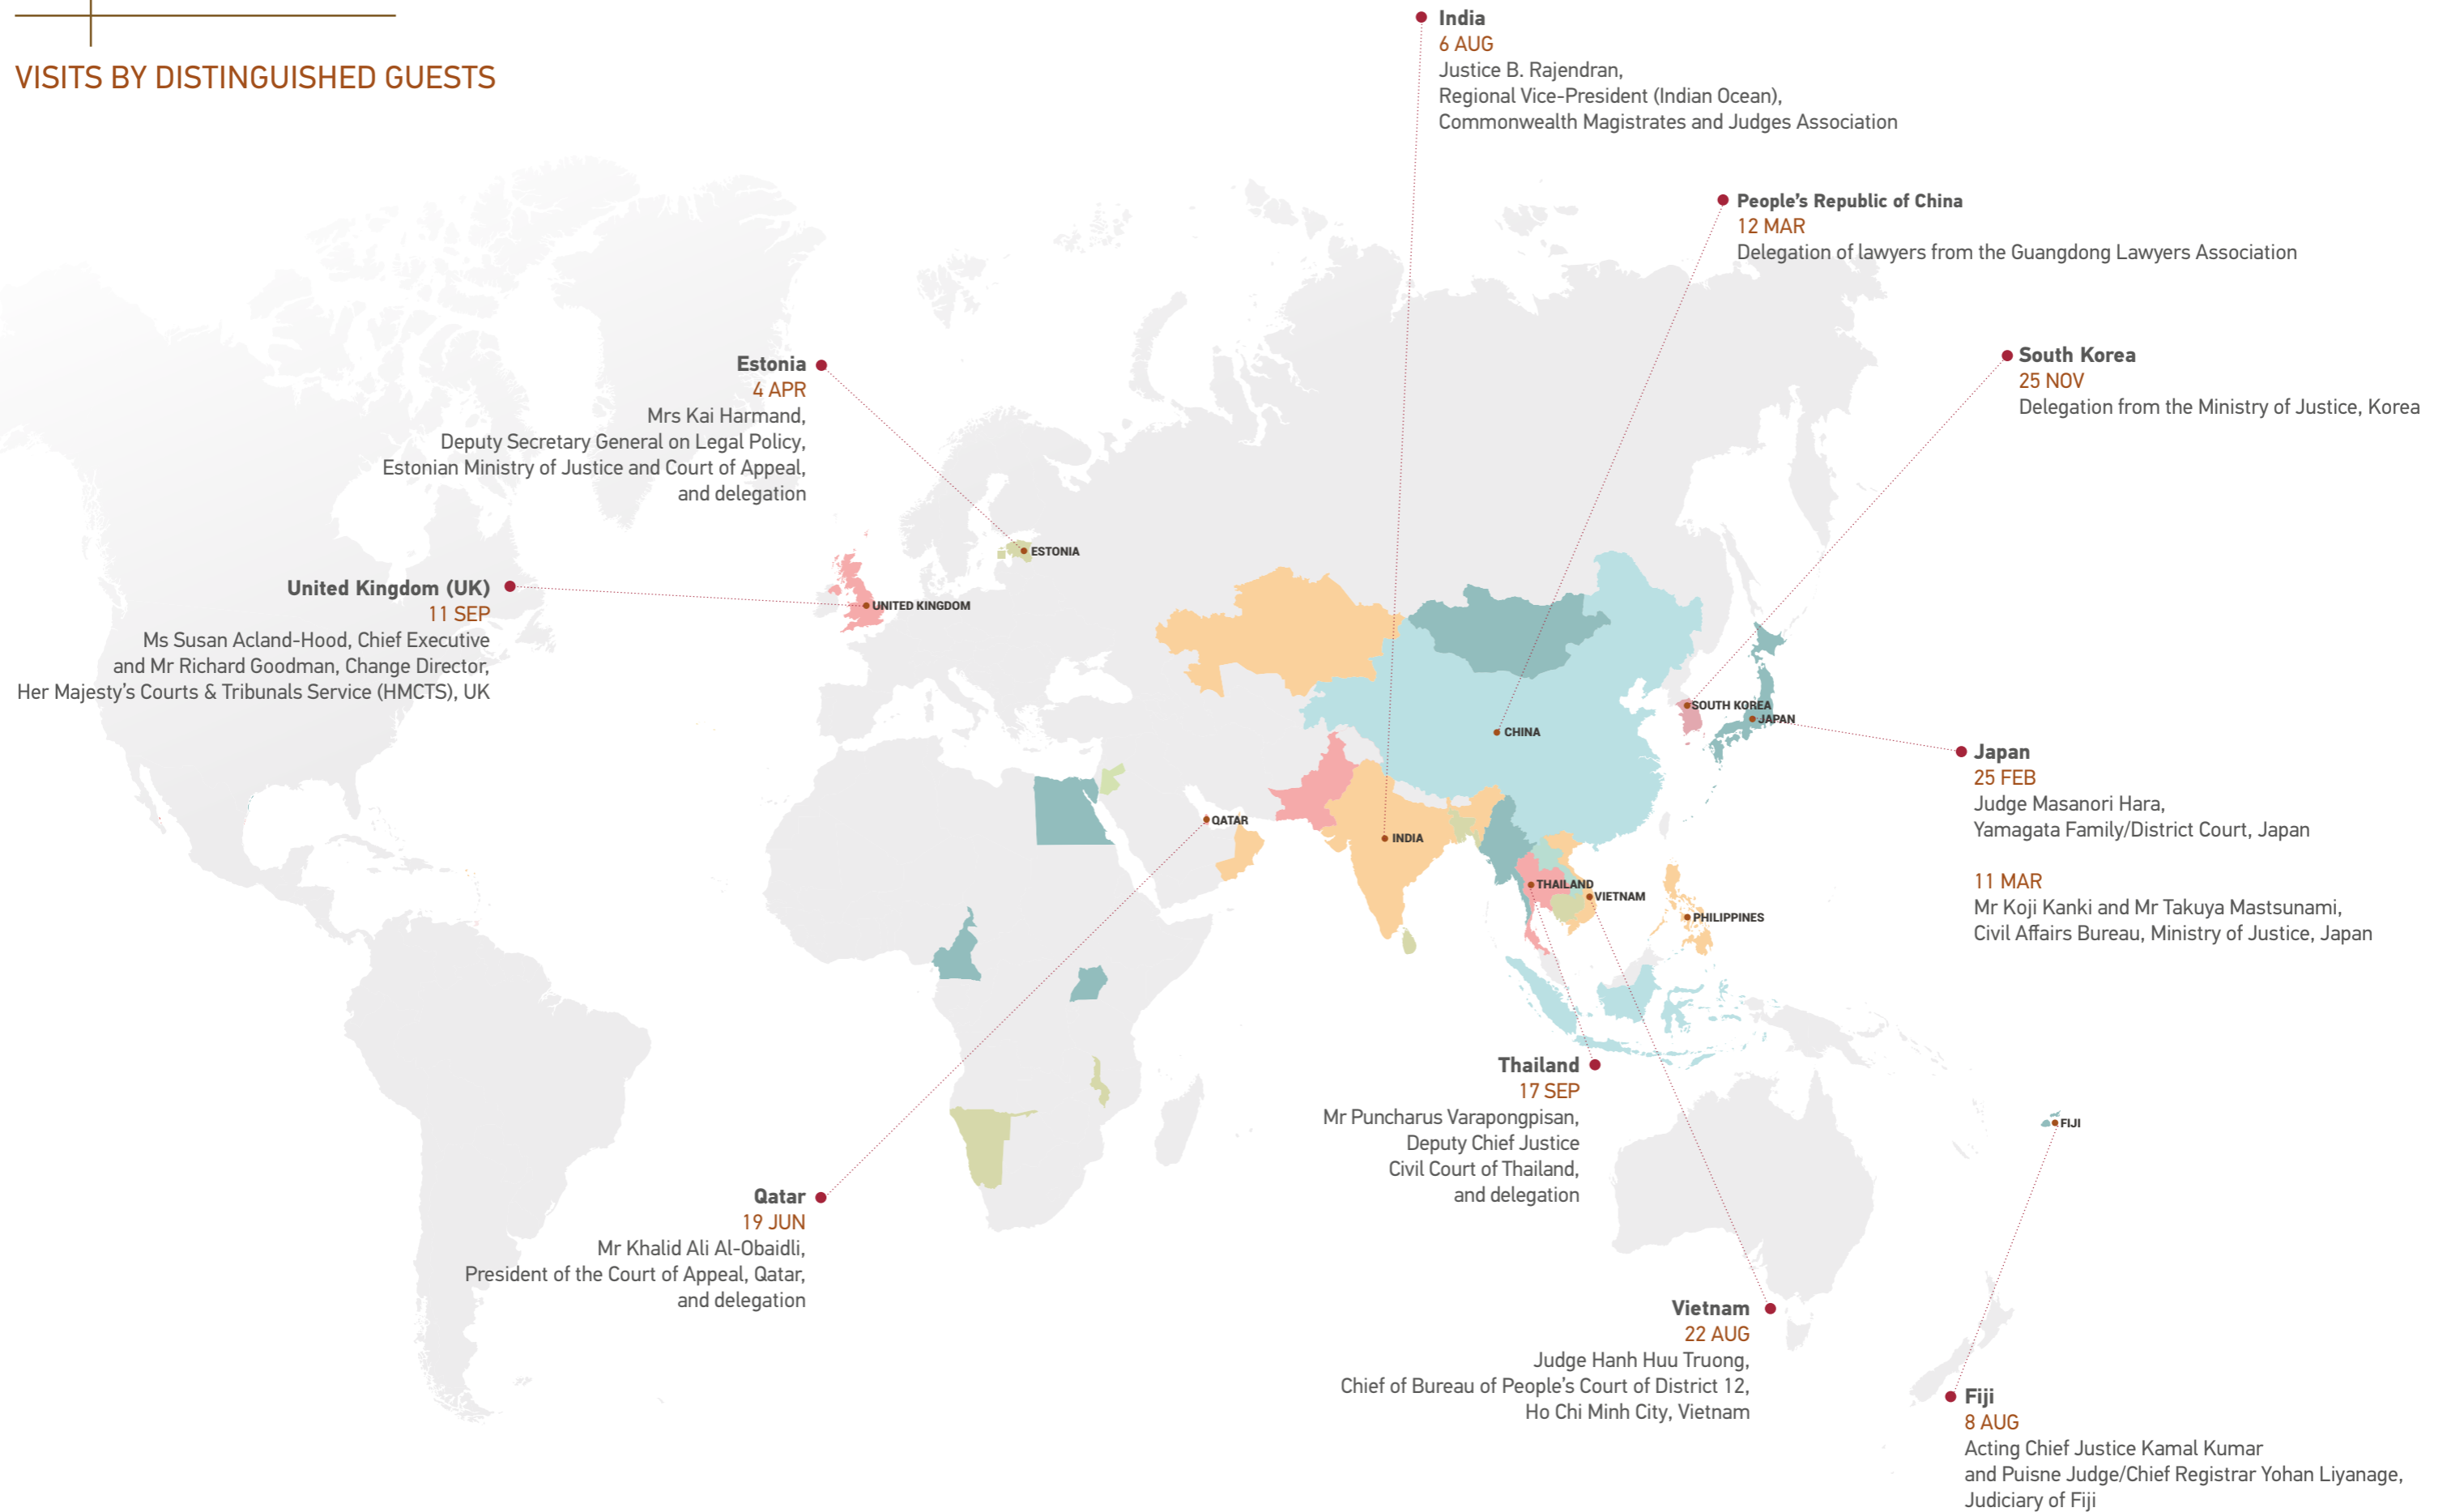 VISITS BY DISTINGUISHED GUESTS
India
6 AUG
Justice B. Rajendran,
Regional Vice-President (Indian Ocean),
Commonwealth Magistrates and Judges Association
People's Republic of China
12 MAR
Delegation of lawyers from the Guangdong Lawyers Association
South Korea
25 NOV
Delegation from the Ministry of Justice, Korea
Estonia
4 APR
Mrs Kai Harmand,
Deputy Secretary General on Legal Policy,
Estonian Ministry of Justice and Court of Appeal,
and delegation
United Kingdom (UK)
11 SEP
Ms Susan Acland-Hood, Chief Executive
and Mr Richard Goodman, Change Director,
Her Majesty's Courts & Tribunals Service (HMCTS), UK
ESTONIA
UNITED KINGDOM
SOUTH KOREA
JAPAN
CHINA
QATAR
INDIA
THAILAND
VIETNAM
PHILIPPINES
FIJI
Japan
25 FEB
Judge Masanori Hara,
Yamagata Family/District Court, Japan
11 MAR
Mr Koji Kanki and Mr Takuya Mastsunami,
Civil Affairs Bureau, Ministry of Justice, Japan
Thailand
17 SEP
Mr Puncharus Varapongpisan,
Deputy Chief Justice
Civil Court of Thailand,
and delegation
Qatar
19 JUN
Mr Khalid Ali Al-Obaidli,
President of the Court of Appeal, Qatar,
and delegation
Vietnam
22 AUG
Judge Hanh Huu Truong,
Chief of Bureau of People's Court of District 12,
Ho Chi Minh City, Vietnam
Fiji
8 AUG
Acting Chief Justice Kamal Kumar
and Puisne Judge/Chief Registrar Yohan Liyanage,
Judiciary of Fiji